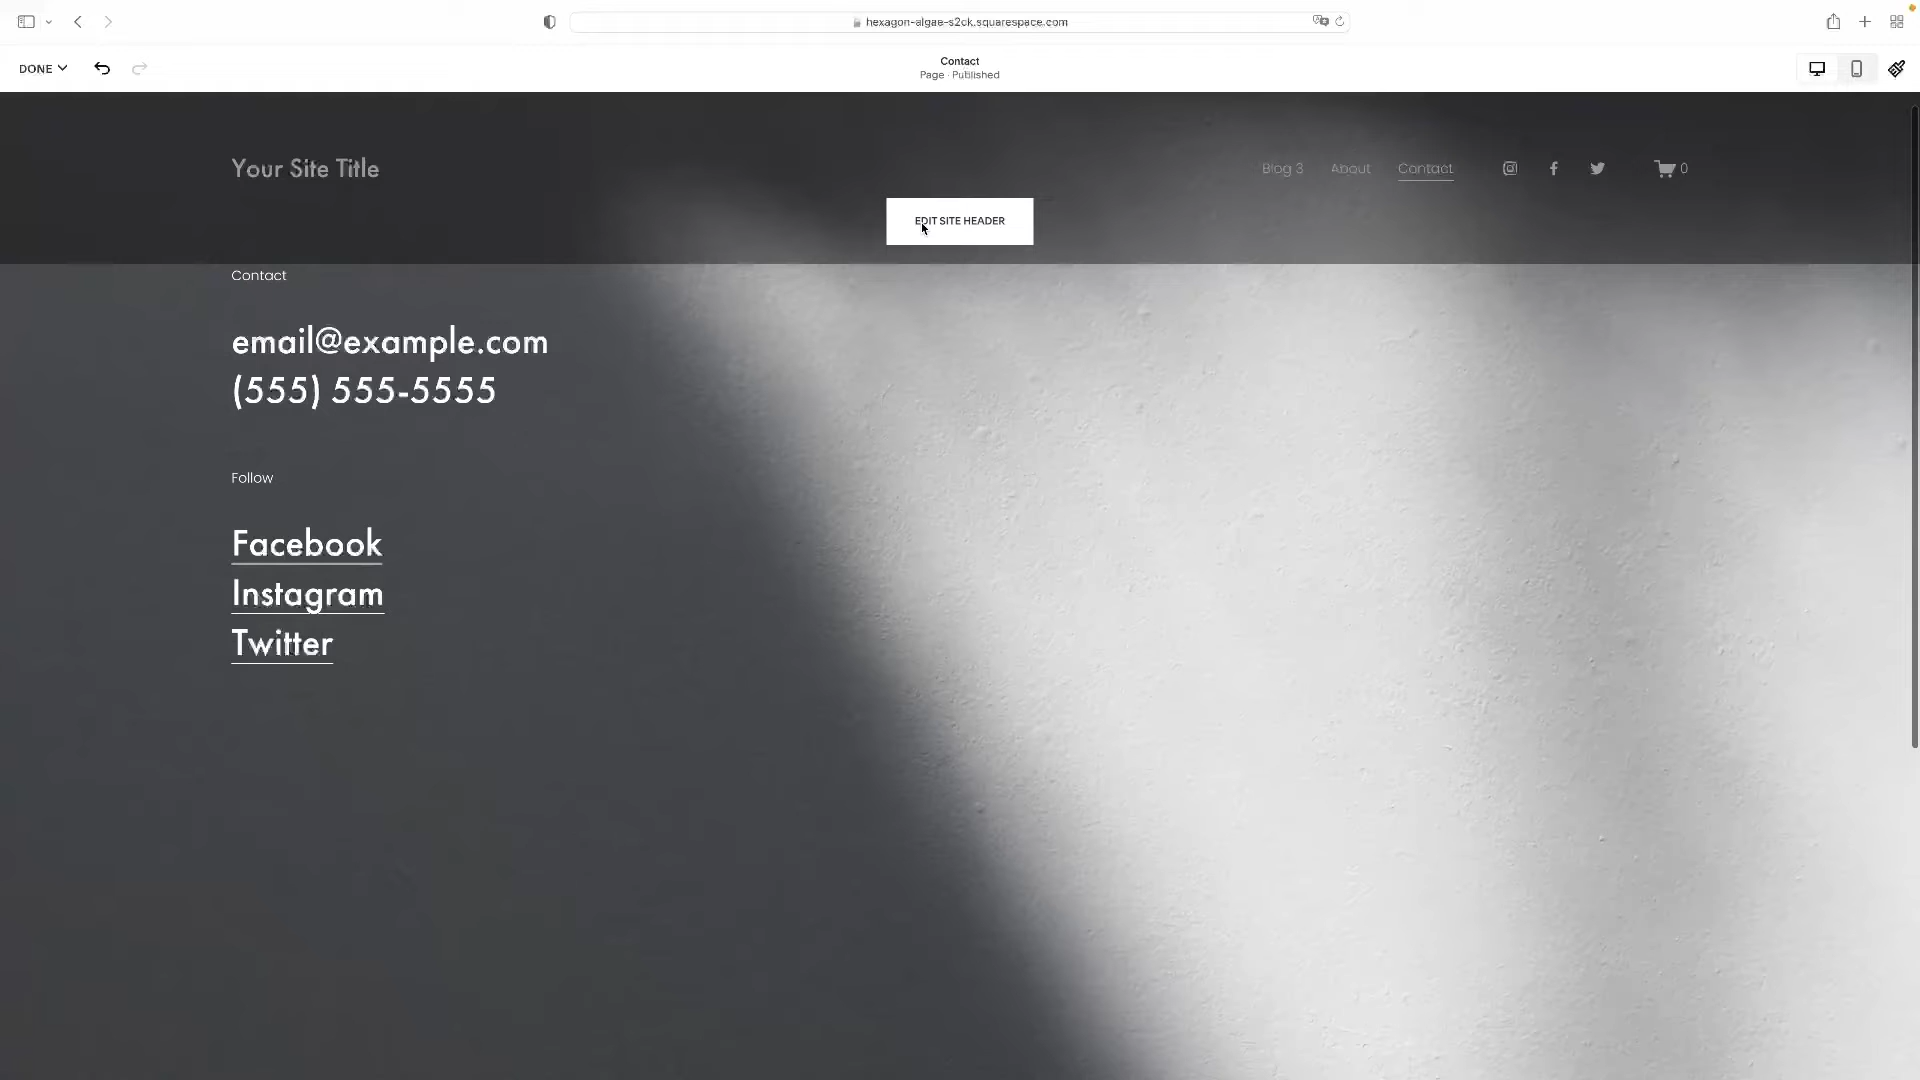 hexagon-algae-s2ck.squarespace.com
DONE
Contact
Page · Published
Your Site Title
Blog 3 About Contact 0
EDIT SITE HEADER
Contact
email@example.com
(555) 555-5555
Follow
Facebook
Instagram
Twitter